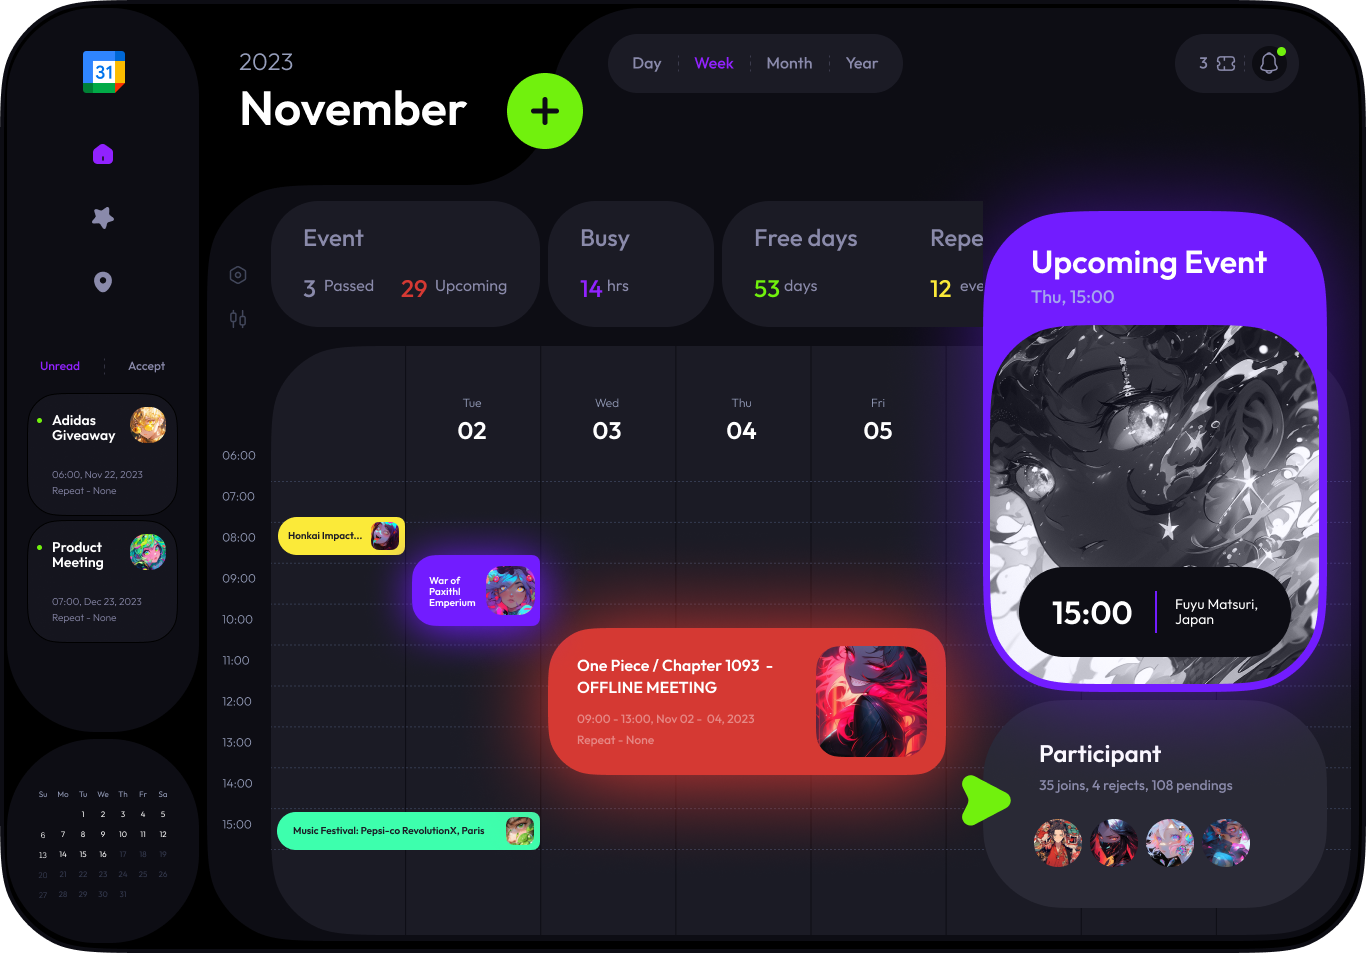 31
Unread
Accept
Adidas
Giveaway
06:00, Nov 22, 2023
Repeat - None
Product
Meeting
07:00, Dec 23, 2023
Repeat - None
Su Mo Tu We Th Fr Sa
1 2 3 4 5
6 7 8 9 10 11 12
13 14 15 16 17 18 19
20 21 22 23 24 25 26
27 28 29 30 31
2023
November
Day
Week
Month
Year
3
Event
3 Passed
29 Upcoming
Busy
14 hrs
Free days
53 days
Repe
12 eve
Tue
02
Wed
03
Thu
04
Fri
05
06:00
07:00
08:00
09:00
10:00
11:00
12:00
13:00
14:00
15:00
Honkai Impact...
War of
Paxithl
Emperium
One Piece / Chapter 1093 -
OFFLINE MEETING
09:00 - 13:00, Nov 02 - 04, 2023
Repeat - None
Music Festival: Pepsi-co RevolutionX, Paris
Upcoming Event
Thu, 15:00
15:00
Fuyu Matsuri,
Japan
Participant
35 joins, 4 rejects, 108 pendings